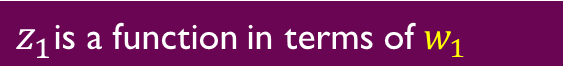 z₁ is a function in terms of w₁